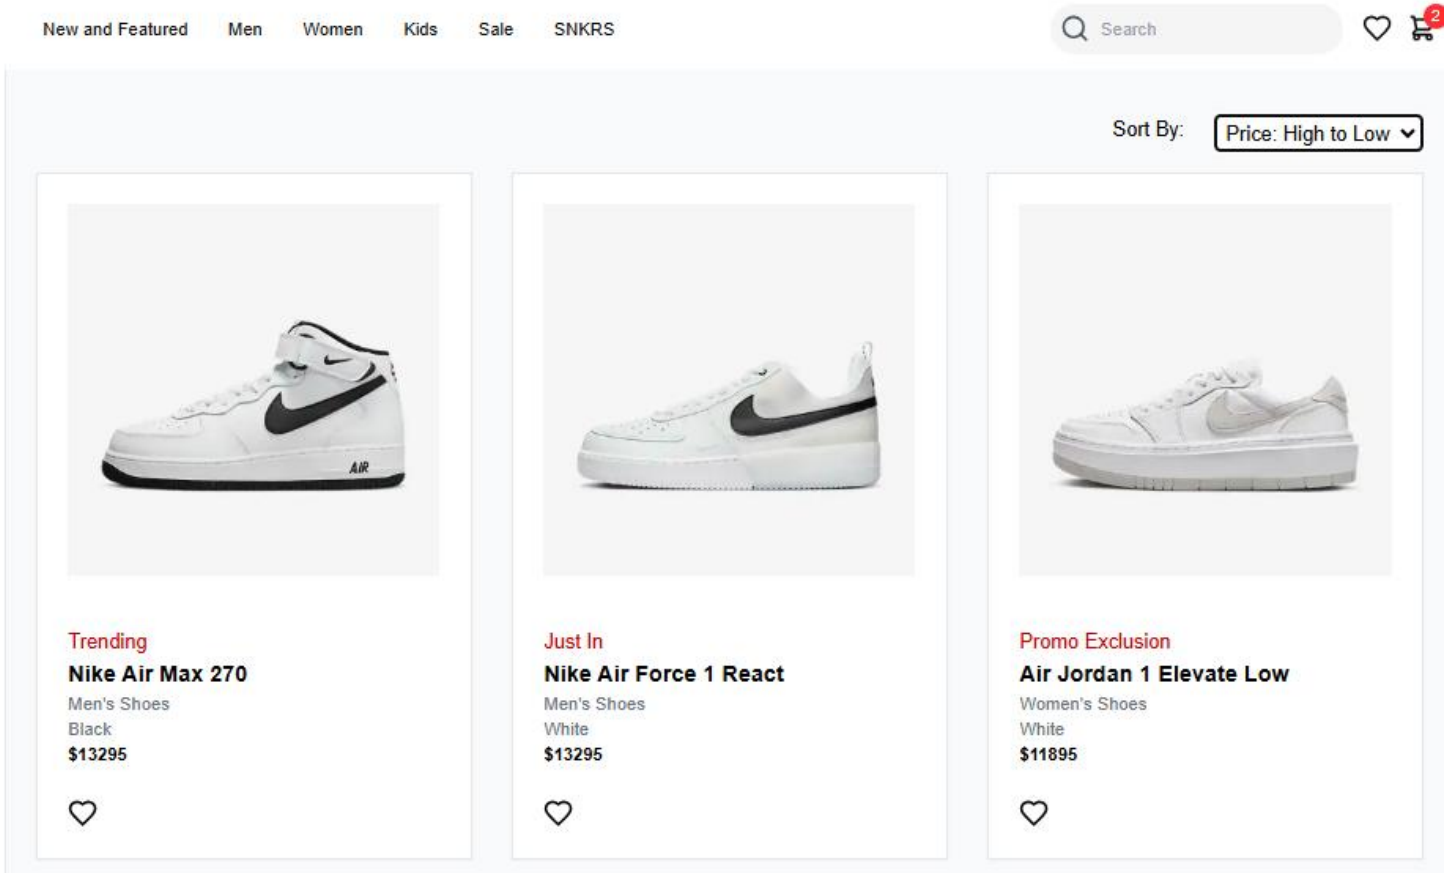 New and Featured Men Women Kids Sale SNKRS Search 2
Sort By: Price: High to Low
AIR
Trending
Nike Air Max 270
Men's Shoes
Black
$13295
Just In
Nike Air Force 1 React
Men's Shoes
White
$13295
Promo Exclusion
Air Jordan 1 Elevate Low
Women's Shoes
White
$11895